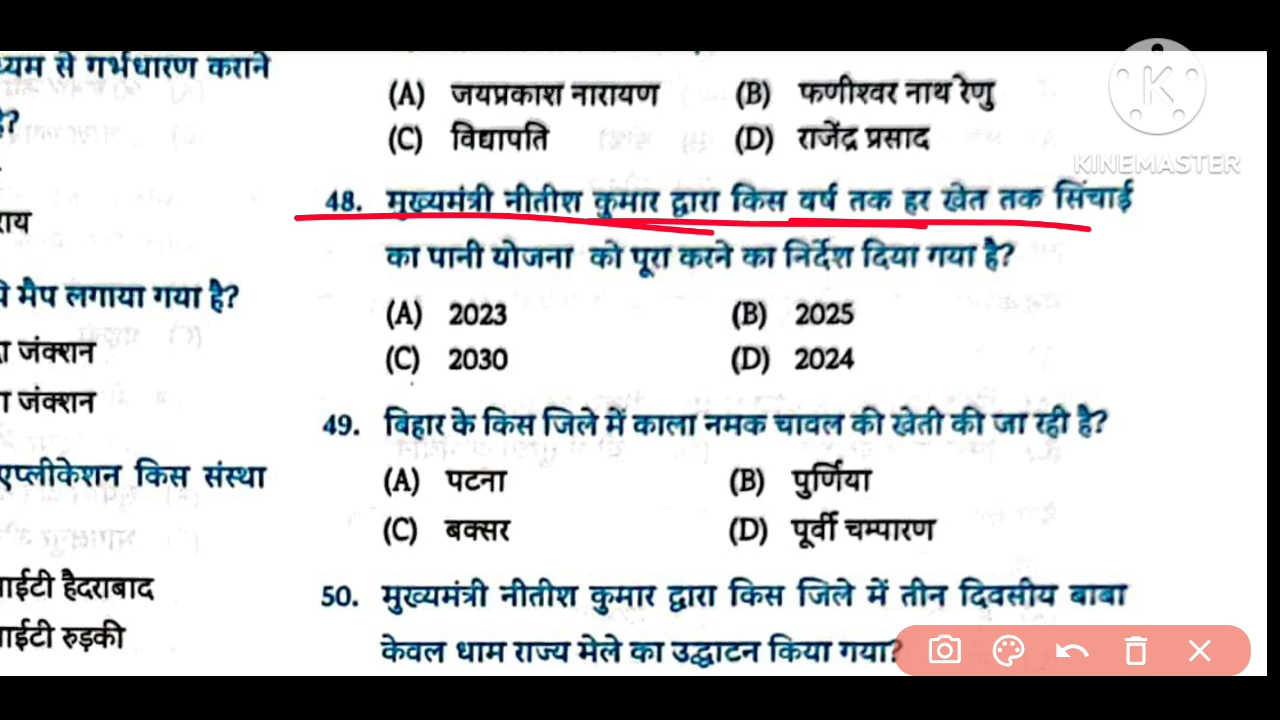 ध्यम से गर्भधारण कराने
है?
राय
मैप लगाया गया है?
जंक्शन
जंक्शन
एप्लीकेशन किस संस्था
आईटी हैदराबाद
आईटी रुड़की
(A) जयप्रकाश नारायण (B) फणीश्वर नाथ रेणु
(C) विद्यापति (D) राजेंद्र प्रसाद
48. मुख्यमंत्री नीतीश कुमार द्वारा किस वर्ष तक हर खेत तक सिंचाई
का पानी योजना को पूरा करने का निर्देश दिया गया है?
(A) 2023 (B) 2025
(C) 2030 (D) 2024
49. बिहार के किस जिले में काला नमक चावल की खेती की जा रही है?
(A) पटना (B) पुर्णिया
(C) बक्सर (D) पूर्वी चम्पारण
50. मुख्यमंत्री नीतीश कुमार द्वारा किस जिले में तीन दिवसीय बाबा
केवल धाम राज्य मेले का उद्घाटन किया गया?
K
KINEMASTER